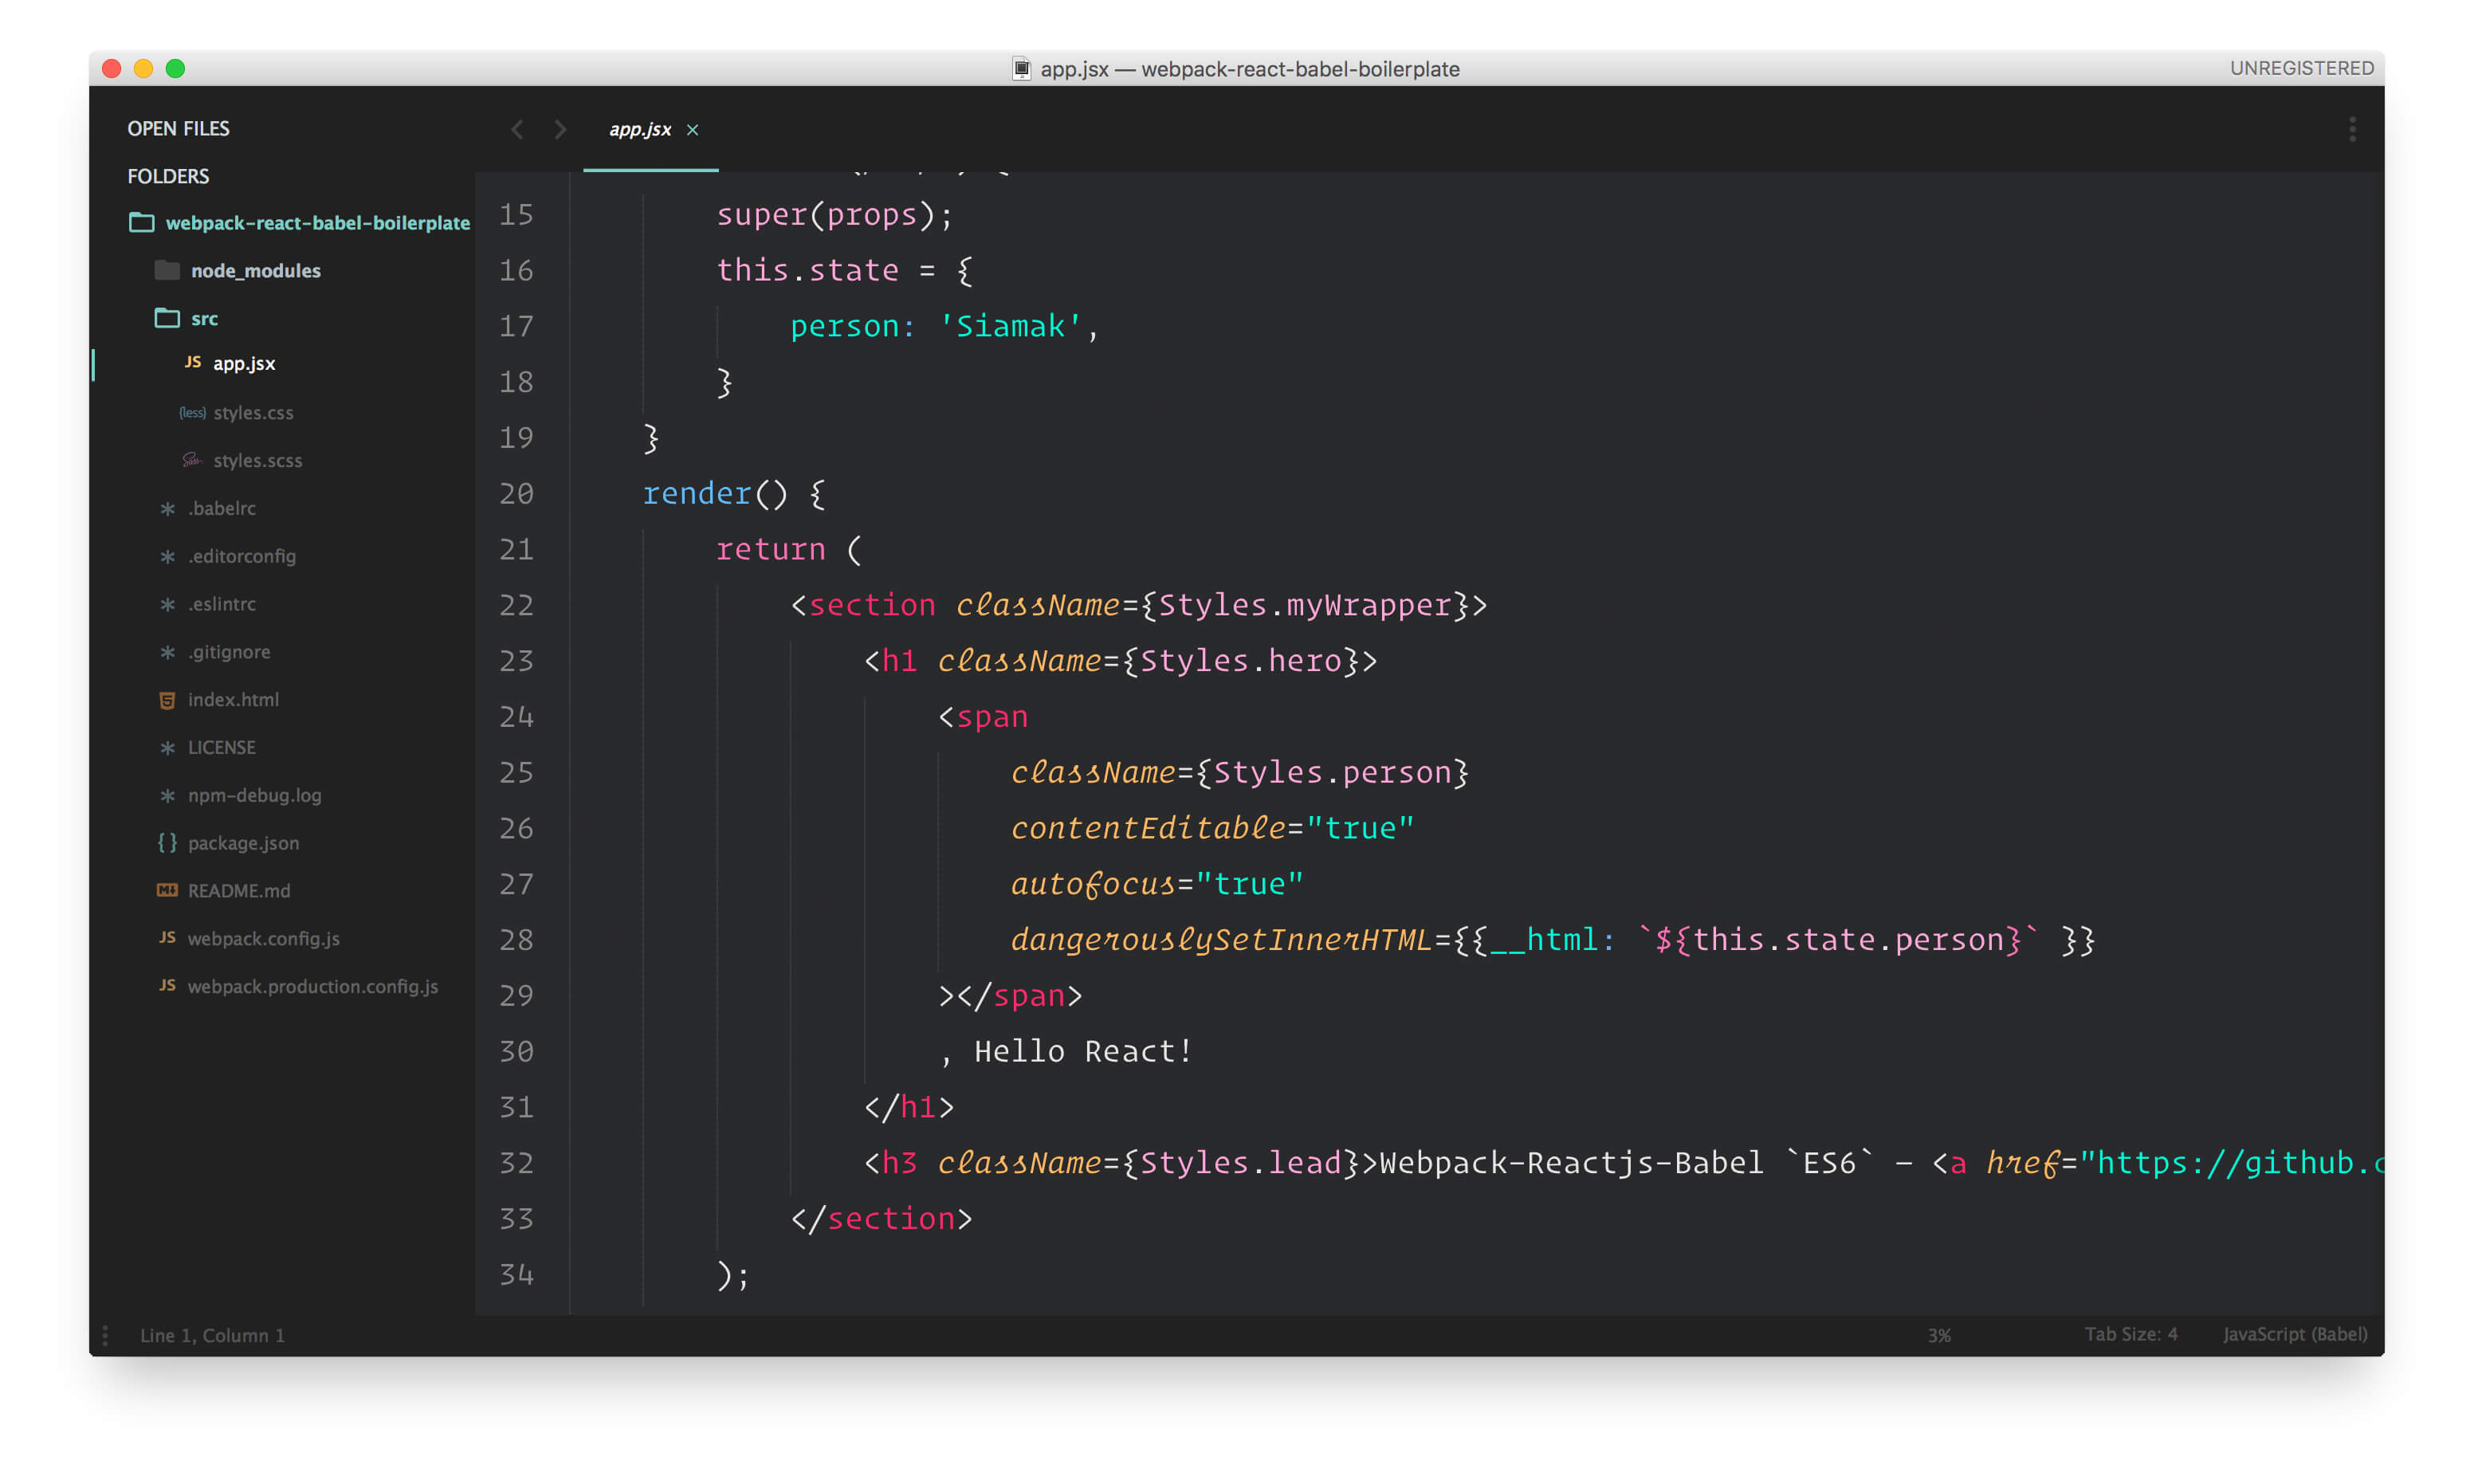 app.jsx — webpack-react-babel-boilerplate
UNREGISTERED
OPEN FILES
FOLDERS
webpack-react-babel-boilerplate
node_modules
src
JS app.jsx
{less} styles.css
Sass styles.scss
* .babelrc
* .editorconfig
* .eslintrc
* .gitignore
5 index.html
* LICENSE
* npm-debug.log
{} package.json
M↓ README.md
JS webpack.config.js
JS webpack.production.config.js
app.jsx ×
15 super(props);
16 this.state = {
17 person: 'Siamak',
18 }
19 }
20 render() {
21 return (
22 <section className={Styles.myWrapper}>
23 <h1 className={Styles.hero}>
24 <span
25 className={Styles.person}
26 contentEditable="true"
27 autofocus="true"
28 dangerouslySetInnerHTML={{__html: `${this.state.person}` }}
29 ></span>
30 , Hello React!
31 </h1>
32 <h3 className={Styles.lead}>Webpack-Reactjs-Babel `ES6` - <a href="https://github.c
33 </section>
34 );
Line 1, Column 1
3%
Tab Size: 4
JavaScript (Babel)